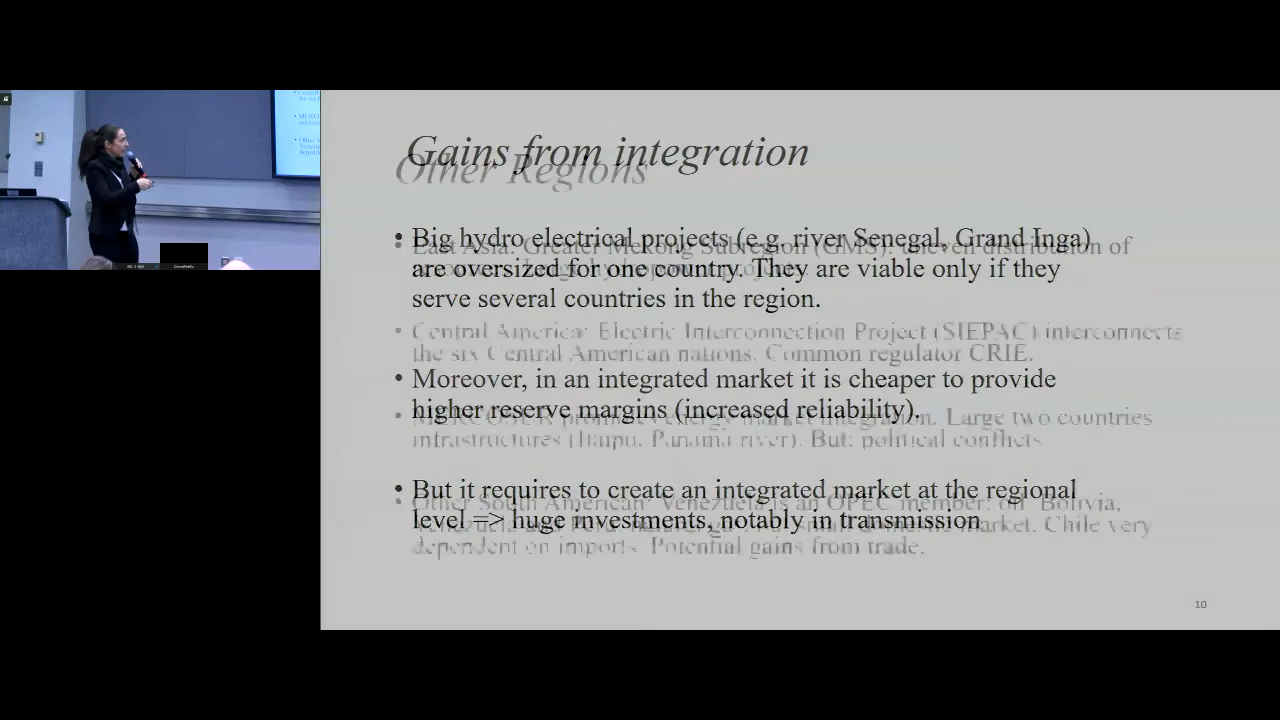 Gains from integration
Other Regions
• Big hydro electrical projects (e.g. river Senegal, Grand Inga)
are oversized for one country. They are viable only if they
serve several countries in the region.
• East Asia: Greater Mekong Subregion (GMS): uneven distribution of
• Central America: Electric Interconnection Project (SIEPAC) interconnects
the six Central American nations. Common regulator CRIE.
• Moreover, in an integrated market it is cheaper to provide
higher reserve margins (increased reliability).
energy market integration. Large two countries
infrastructures (Itaipu, Panama river). But: political conflicts
• But it requires to create an integrated market at the regional
level => huge investments, notably in transmission
• Other South American: Venezuela is an OPEC member: oil Bolivia,
market. Chile very
dependent on imports. Potential gains from trade.
10